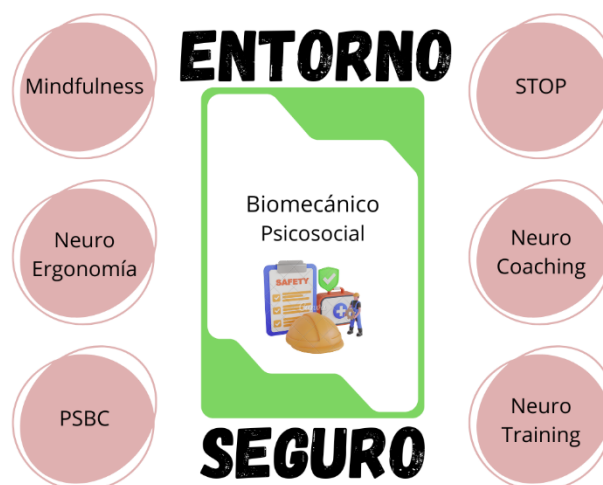 ENTORNO
Mindfulness
STOP
Biomecánico
Psicosocial
Neuro
Ergonomía
Neuro
Coaching
SAFETY
PSBC
Neuro
Training
SEGURO